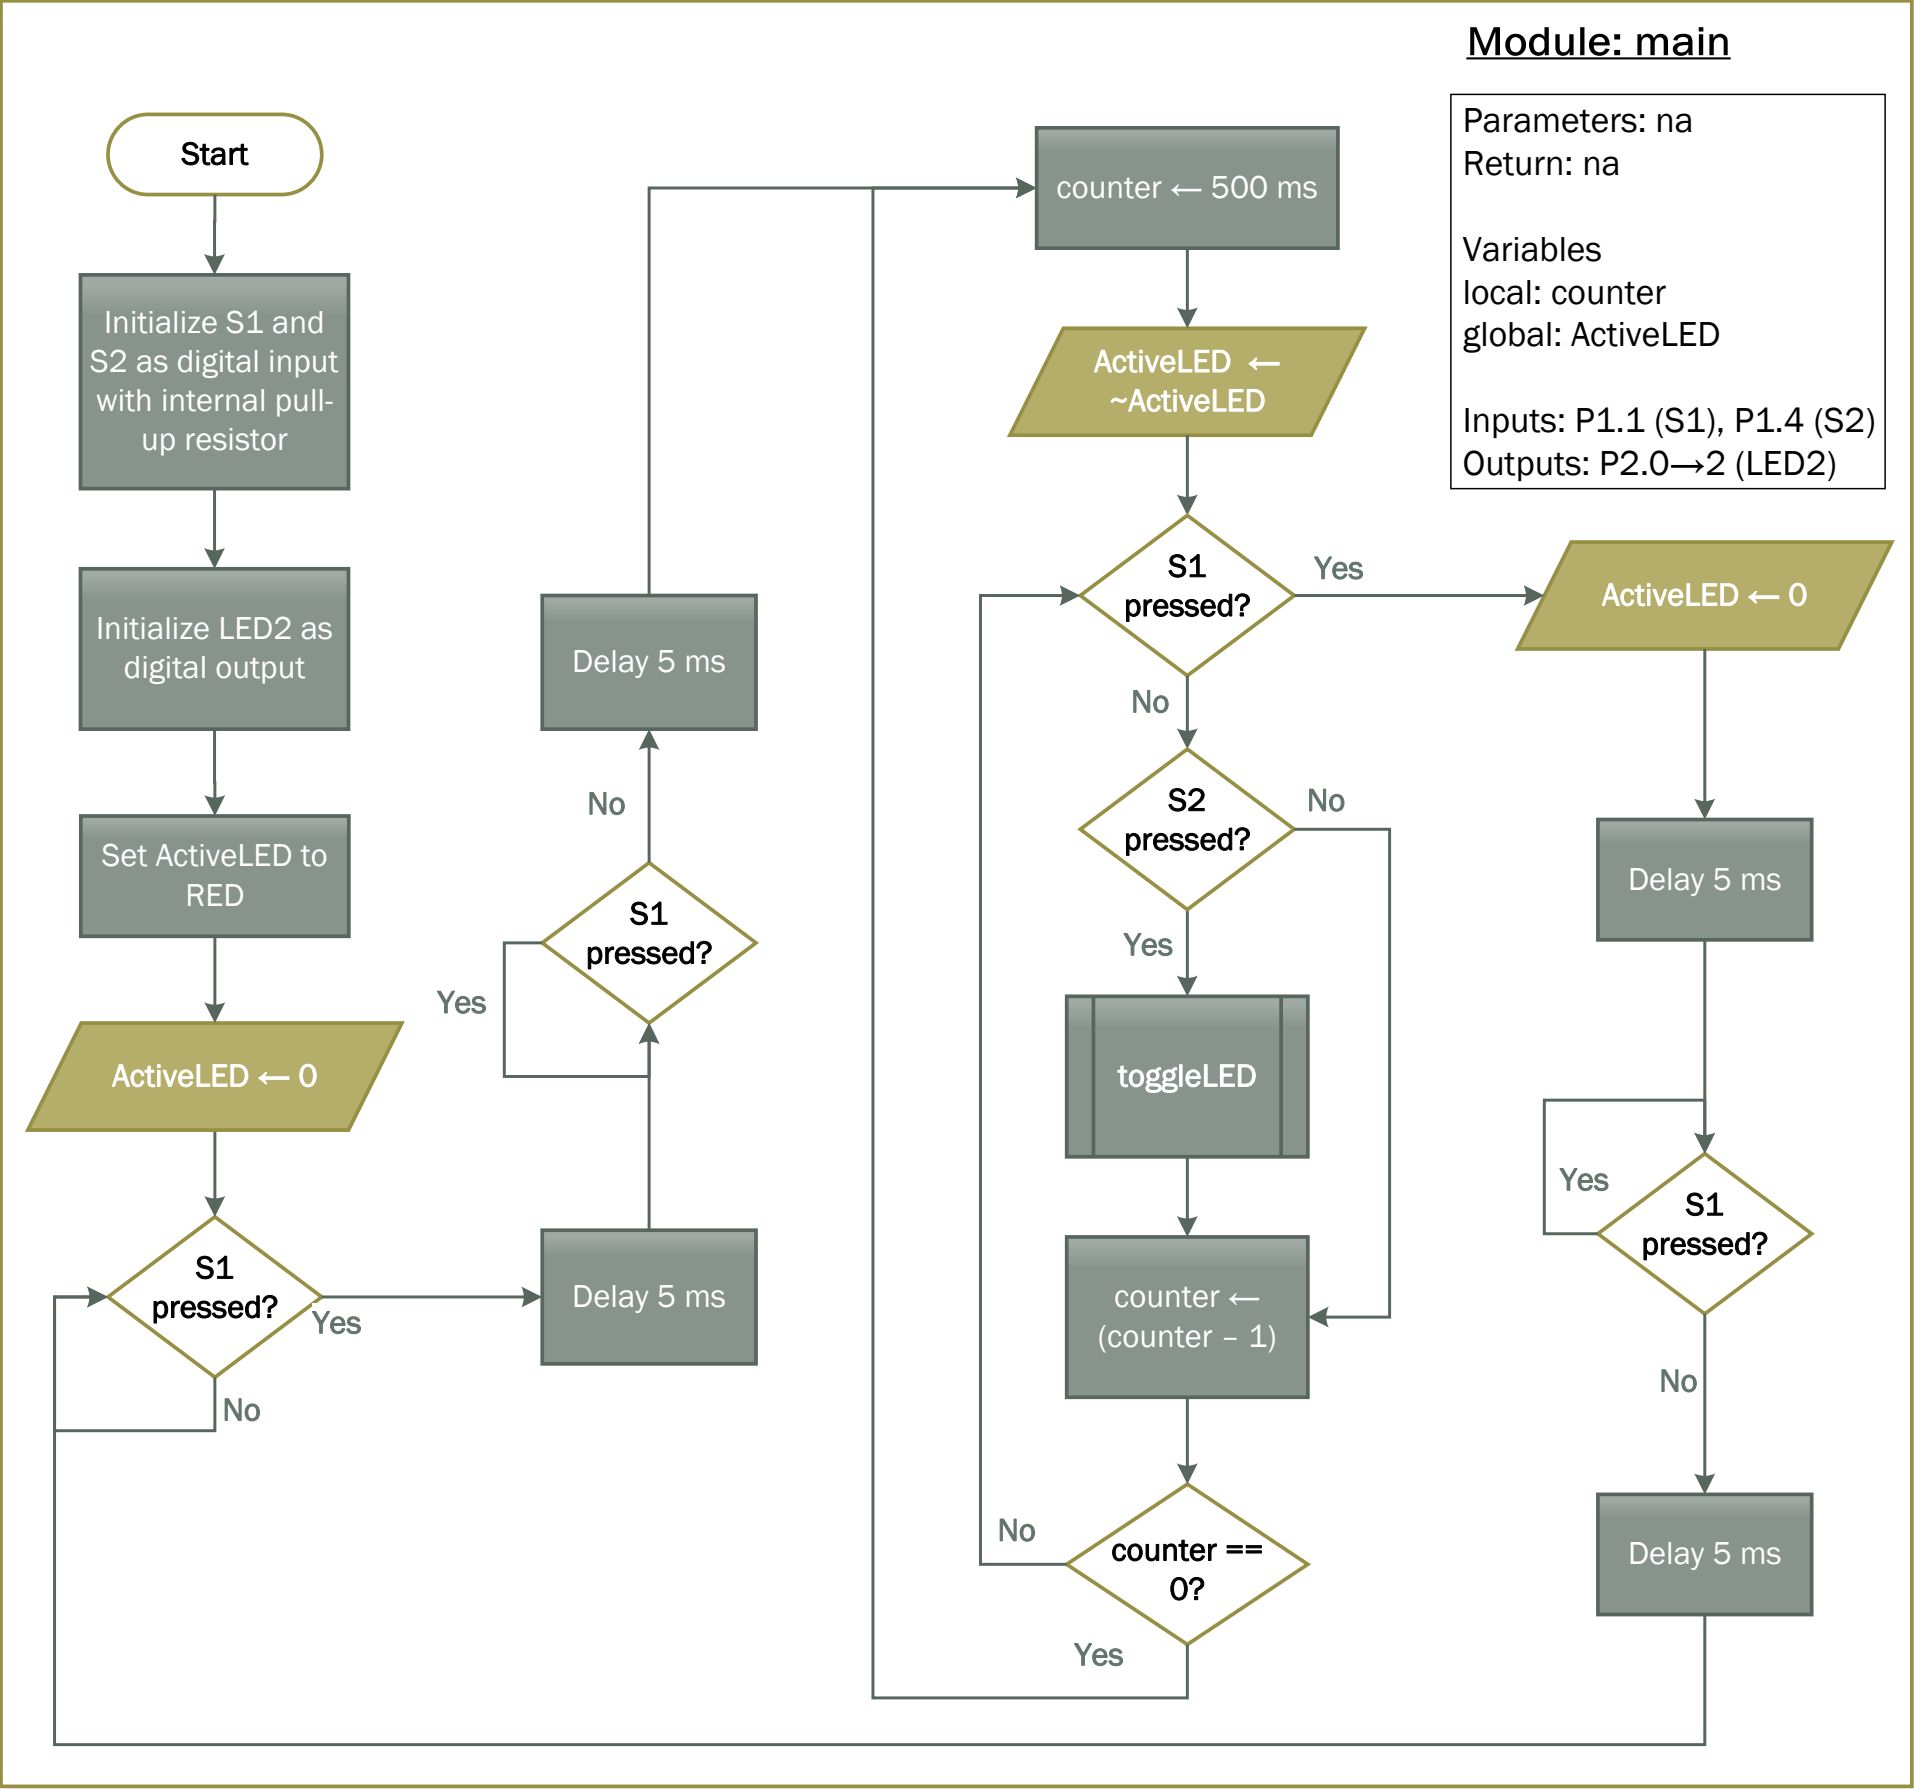 Module: main
Parameters: na
Return: na
Variables
local: counter
global: ActiveLED
Inputs: P1.1 (S1), P1.4 (S2)
Outputs: P2.0→2 (LED2)
Start
Initialize S1 and
S2 as digital input
with internal pull-
up resistor
Initialize LED2 as
digital output
Set ActiveLED to
RED
ActiveLED ← 0
S1
pressed?
Yes
No
Delay 5 ms
S1
pressed?
Yes
No
Delay 5 ms
counter ← 500 ms
ActiveLED ←
~ActiveLED
S1
pressed?
Yes
No
S2
pressed?
No
Yes
toggleLED
counter ←
(counter – 1)
counter ==
0?
No
Yes
ActiveLED ← 0
Delay 5 ms
S1
pressed?
Yes
No
Delay 5 ms